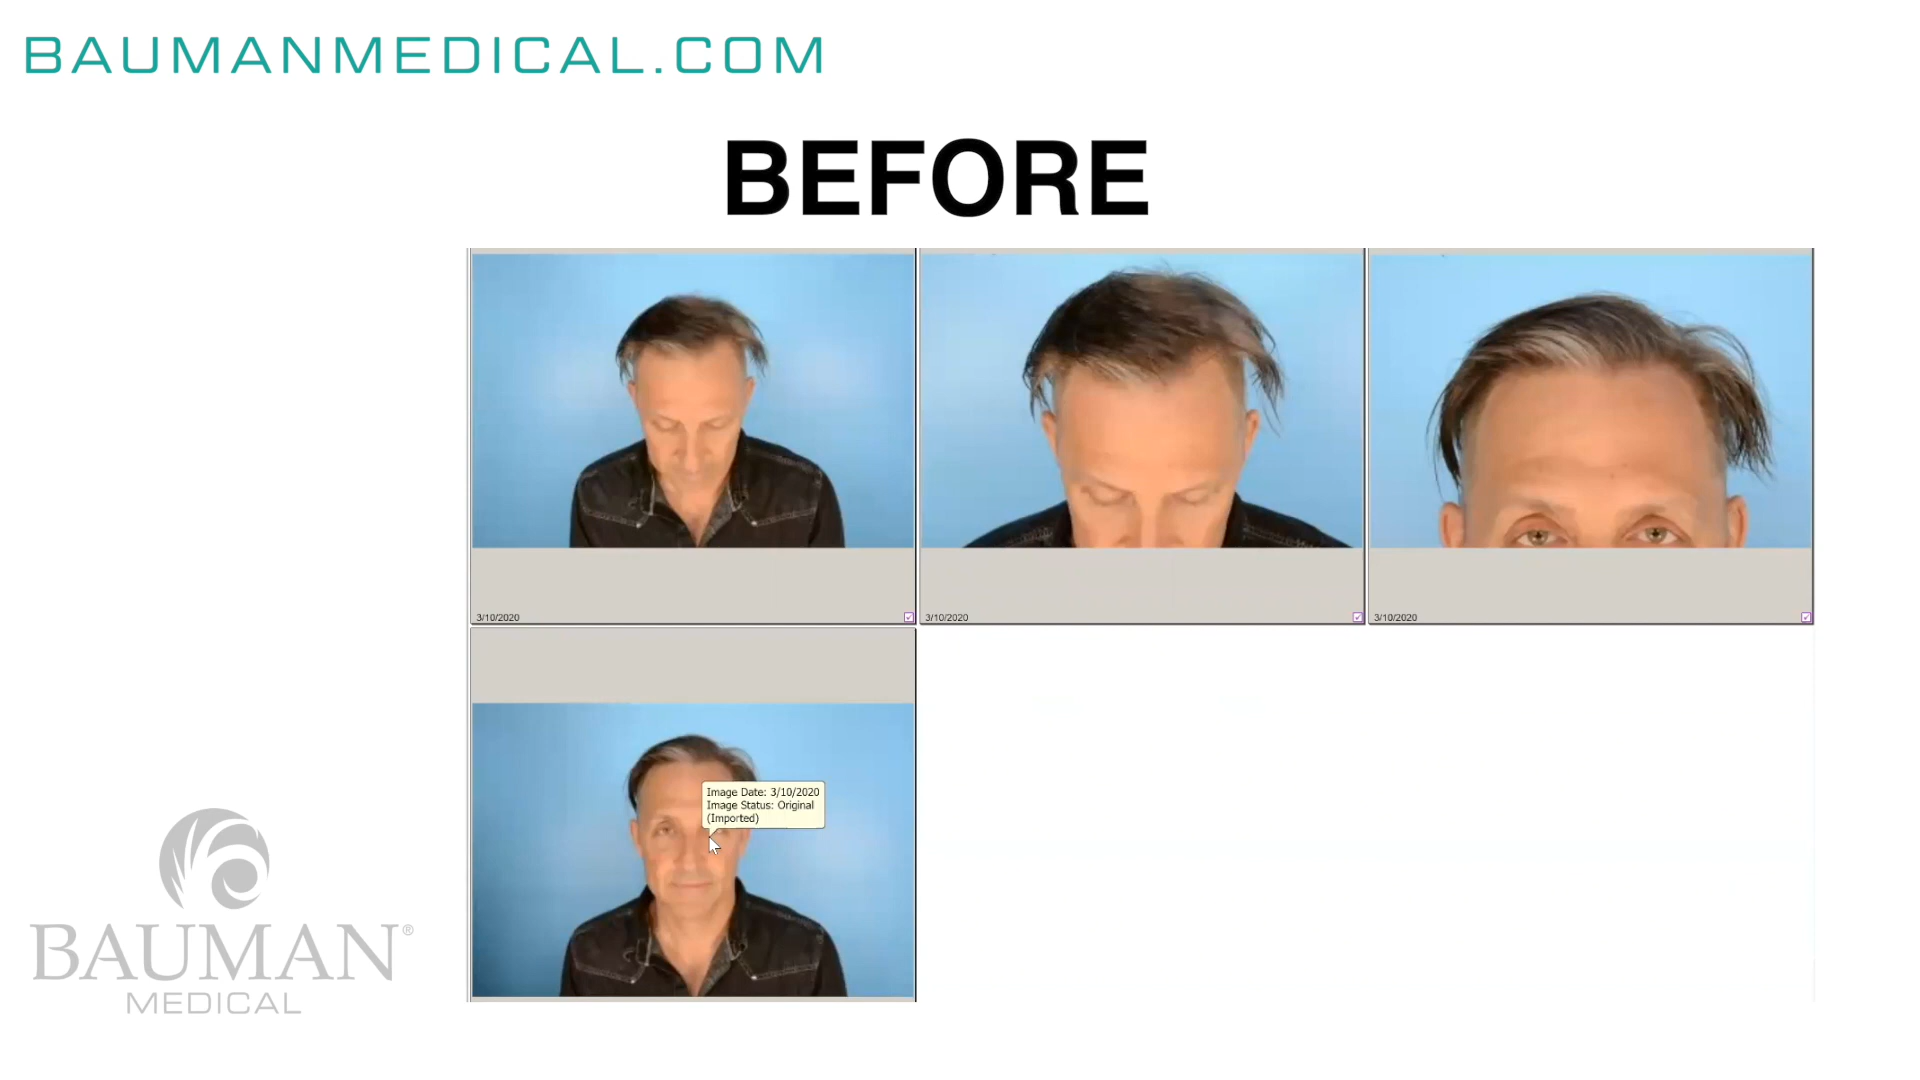 BAUMANMEDICAL.COM
BEFORE
3/10/2020
3/10/2020
3/10/2020
Image Date: 3/10/2020
Image Status: Original
(Imported)
BAUMAN®
MEDICAL